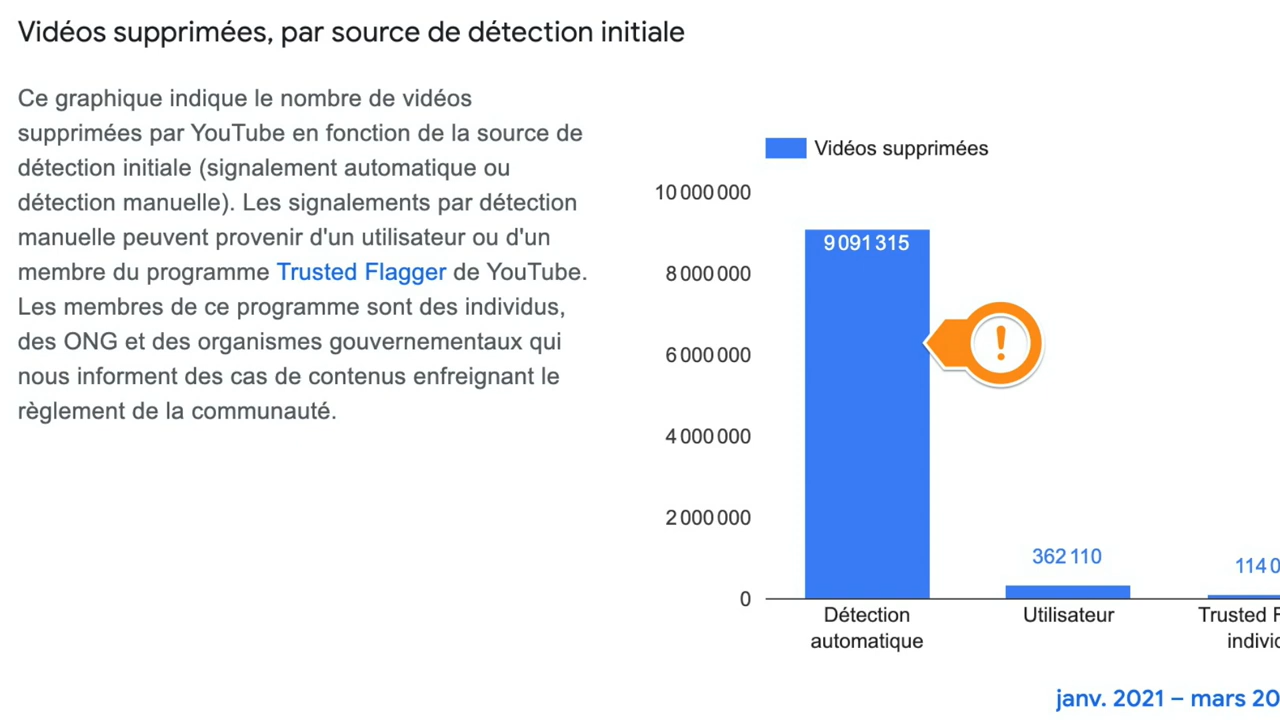 Vidéos supprimées, par source de détection initiale
Ce graphique indique le nombre de vidéos
supprimées par YouTube en fonction de la source de
détection initiale (signalement automatique ou
détection manuelle). Les signalements par détection
manuelle peuvent provenir d'un utilisateur ou d'un
membre du programme Trusted Flagger de YouTube.
Les membres de ce programme sont des individus,
des ONG et des organismes gouvernementaux qui
nous informent des cas de contenus enfreignant le
règlement de la communauté.
Vidéos supprimées
10 000 000
8 000 000
6 000 000
4 000 000
2 000 000
0
9 091 315
!
362 110
Détection
automatique
Utilisateur
Trusted
janv. 2021 – mars